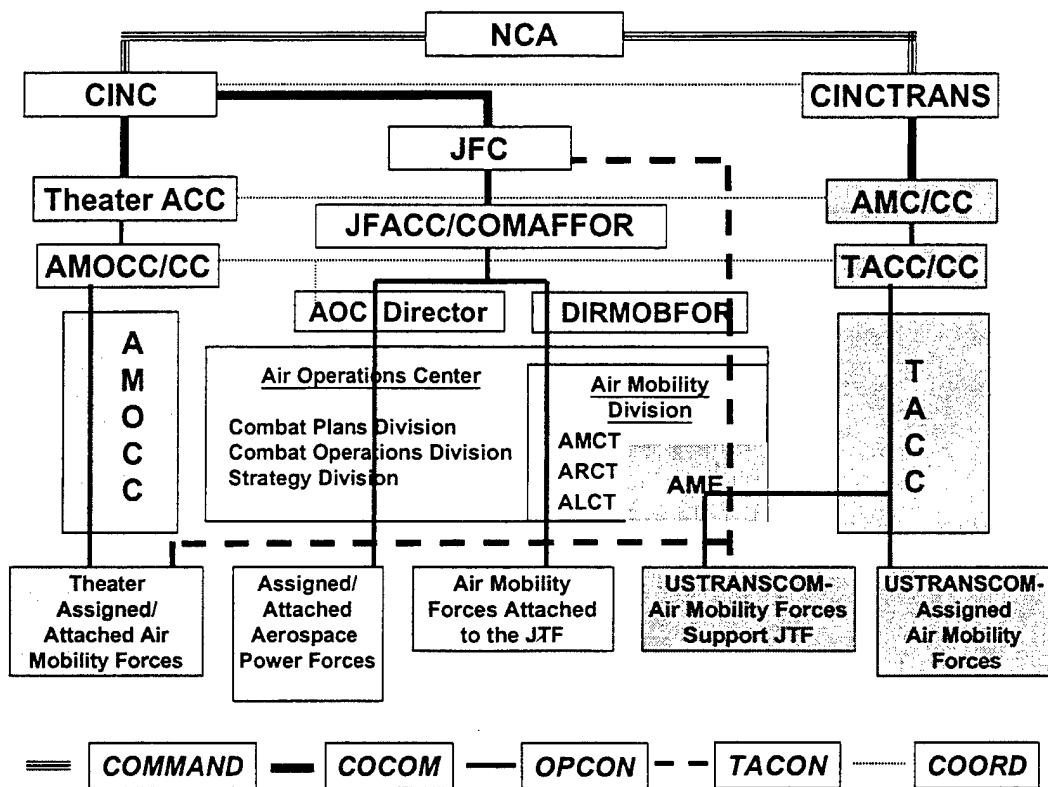 NCA
CINC
CINCTRANS
JFC
Theater ACC
AMC/CC
JFACC/COMAFFOR
AMOCC/CC
TACC/CC
AOC Director
DIRMOBFOR
A
M
O
C
C
Air Operations Center
Combat Plans Division
Combat Operations Division
Strategy Division
Air Mobility
Division
AMCT
ARCT
ALCT
AME
T
A
C
C
Theater
Assigned/
Attached Air
Mobility Forces
Assigned/
Attached
Aerospace
Power Forces
Air Mobility
Forces Attached
to the JTF
USTRANSCOM-
Air Mobility Forces
Support JTF
USTRANSCOM-
Assigned
Air Mobility
Forces
COMMAND
COCOM
OPCON
TACON
COORD